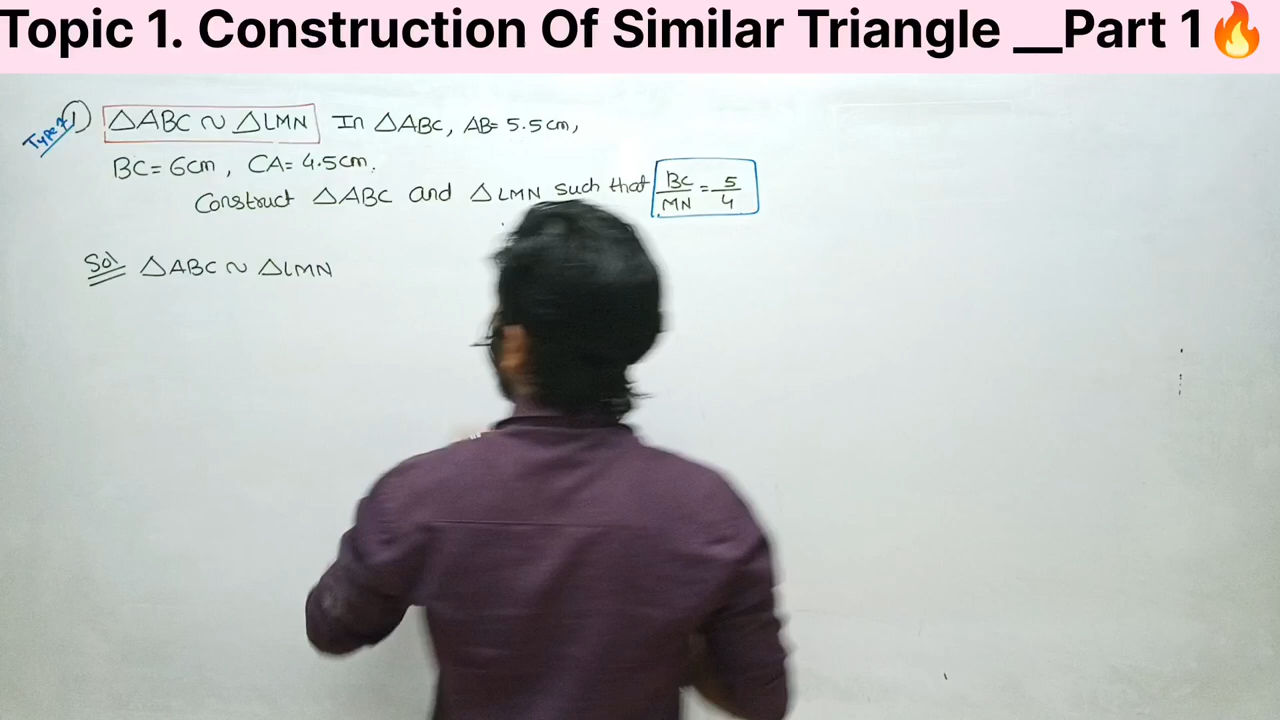 Topic 1. Construction Of Similar Triangle __Part 1🔥
Type 1 ① △ABC ~ △LMN In △ABC, AB= 5.5cm,
BC= 6cm , CA= 4.5cm.
Construct △ABC and △LMN such that BC/MN = 5/4
Sol △ABC ~ △LMN